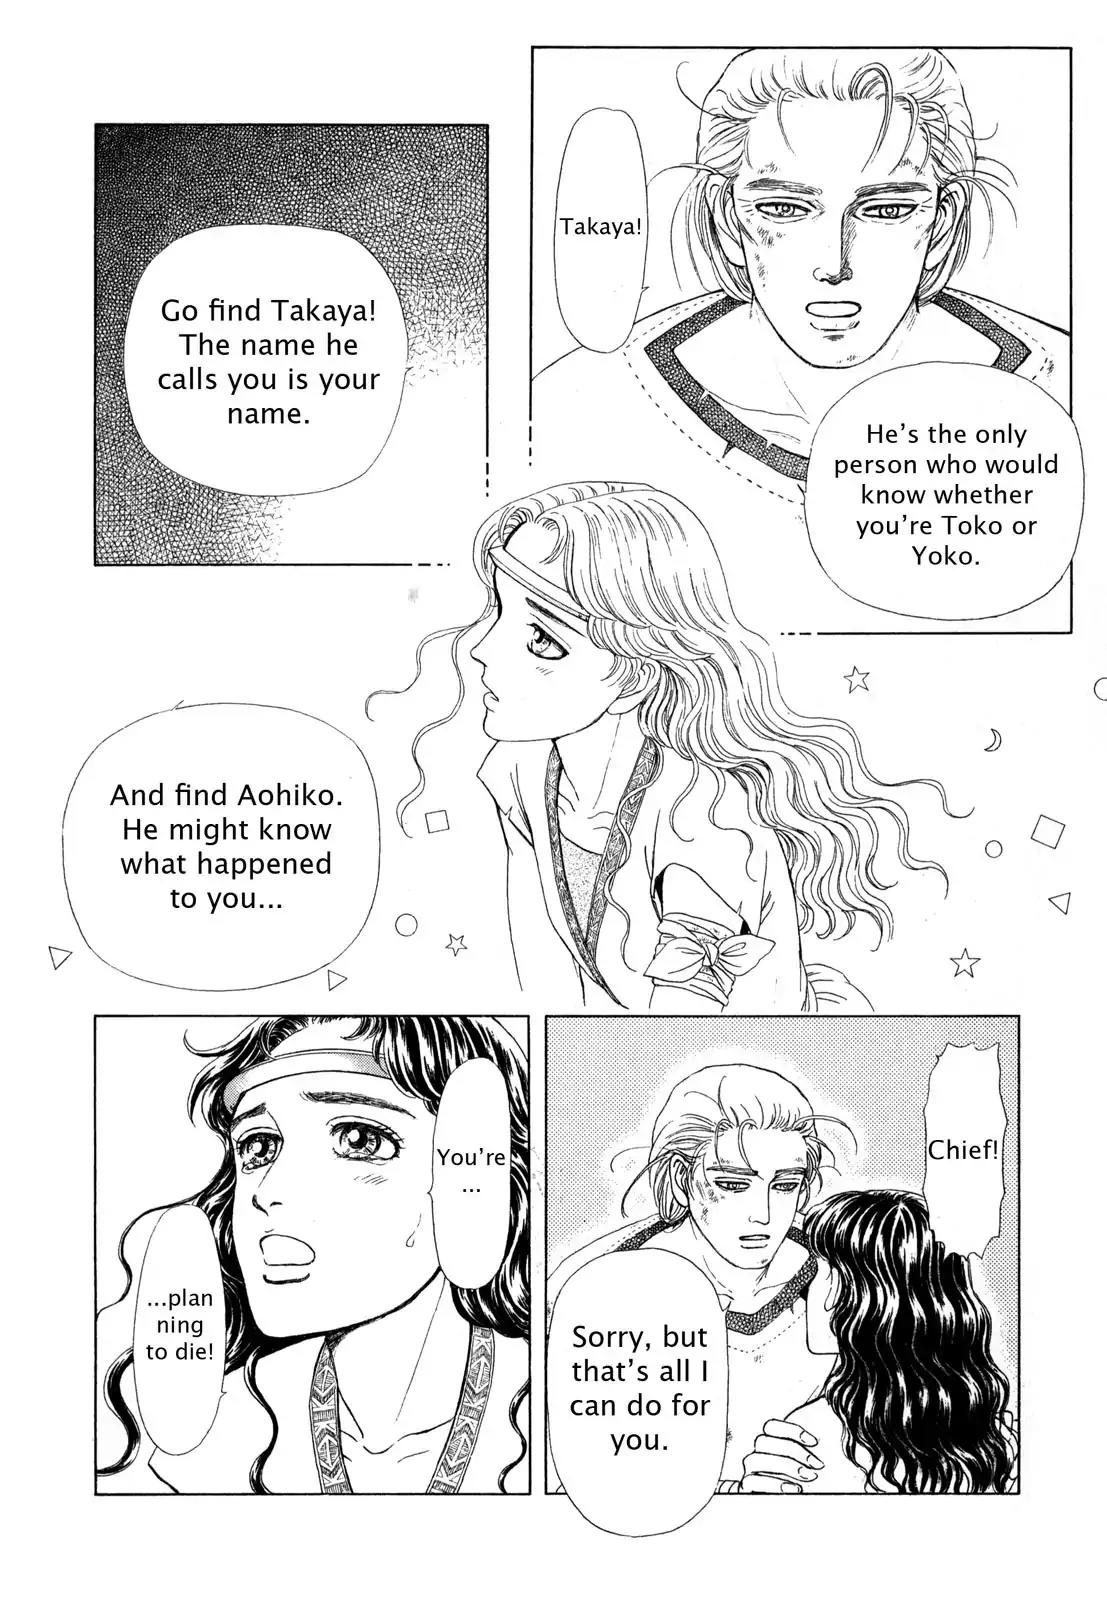 Takaya!
He's the only
person who would
know whether
you're Toko or
Yoko.
Go find Takaya!
The name he
calls you is your
name.
And find Aohiko.
He might know
what happened
to you...
Chief!
Sorry, but
that's all I
can do for
you.
You're
...
...plan
ning
to die!